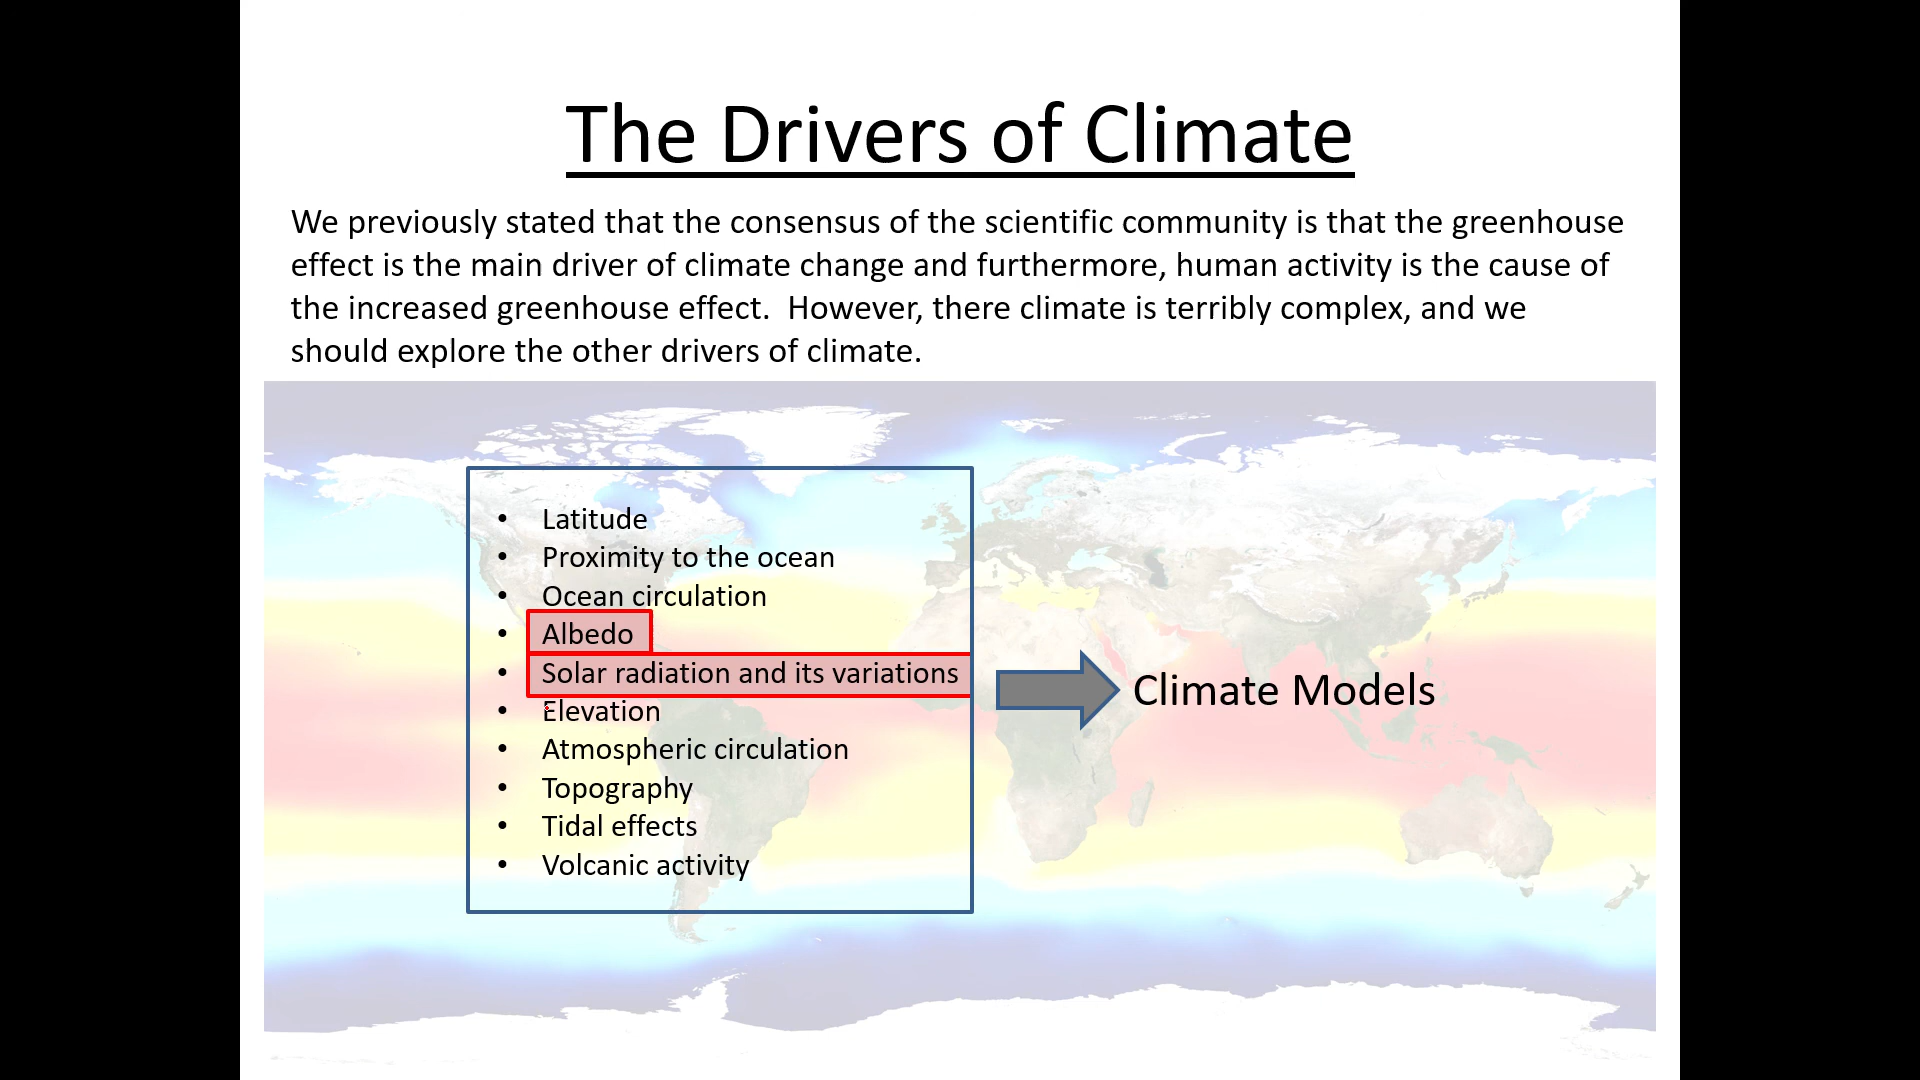 The Drivers of Climate
We previously stated that the consensus of the scientific community is that the greenhouse
effect is the main driver of climate change and furthermore, human activity is the cause of
the increased greenhouse effect.  However, there climate is terribly complex, and we
should explore the other drivers of climate.
• Latitude
• Proximity to the ocean
• Ocean circulation
• Albedo
• Solar radiation and its variations
• Elevation
• Atmospheric circulation
• Topography
• Tidal effects
• Volcanic activity
Climate Models